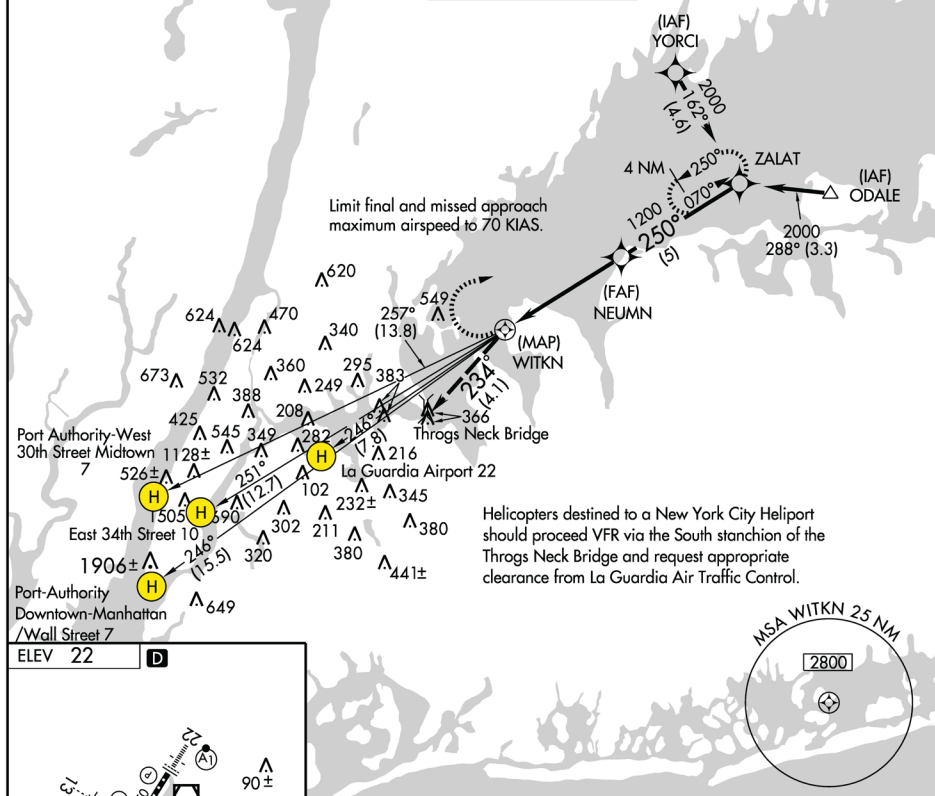 (IAF)
YORCI
2000
162°
(4.6)
ZALAT
4 NM
250°
070°
(IAF)
ODALE
2000
288° (3.3)
1200
250°
(5)
Limit final and missed approach
maximum airspeed to 70 KIAS.
(FAF)
NEUMN
620
549
257°
(13.8)
(MAP)
WITKN
624
624
470
340
234°
(4.1)
673
532
360
249
295
383
388
208
366
Throgs Neck Bridge
425
545
349
282
246°
(7.8)
216
Port Authority-West
30th Street Midtown
7
1128±
526±
H
H
La Guardia Airport 22
251°
(12.7)
102
232±
345
1505
H
690
East 34th Street 10
302
211
380
380
320
246°
(15.5)
441±
1906±
H
649
Port-Authority
Downtown-Manhattan
/Wall Street 7
Helicopters destined to a New York City Heliport
should proceed VFR via the South stanchion of the
Throgs Neck Bridge and request appropriate
clearance from La Guardia Air Traffic Control.
MSA WITKN 25 NM
2800
ELEV 22
D
22
A1
P
13
90±